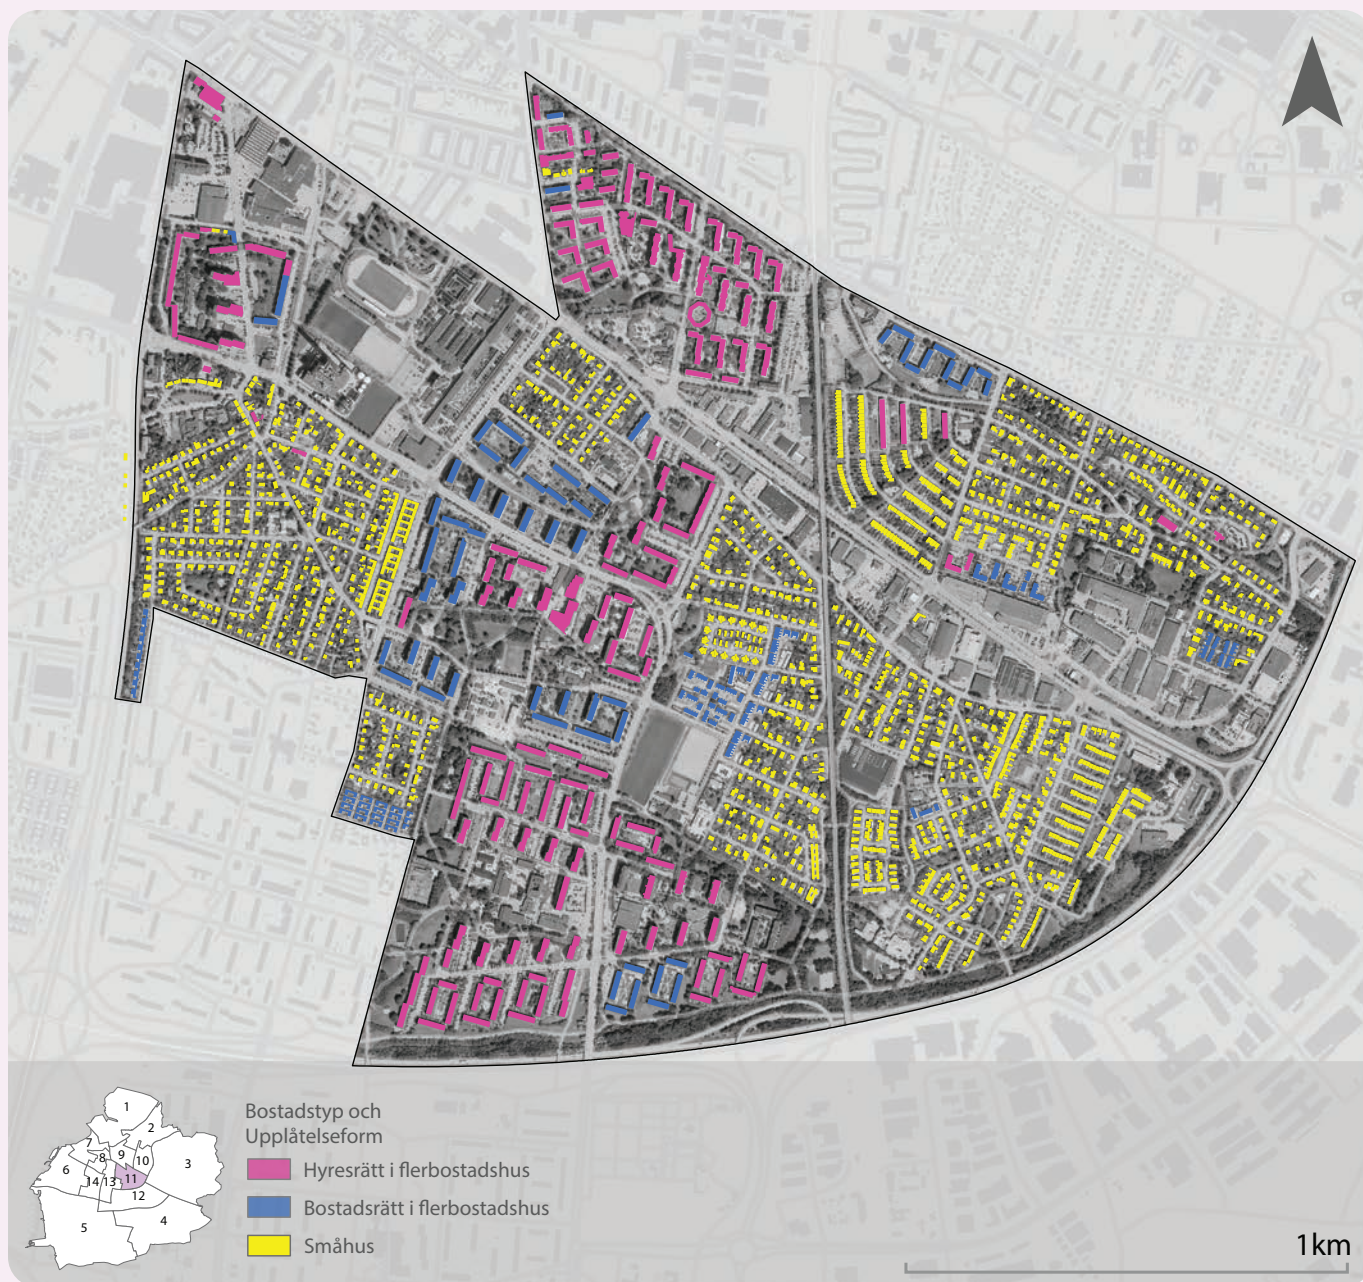 1
2
7
9
8
10
3
6
11
14
13
12
5
4
Bostadstyp och
Upplåtelseform
Hyresrätt i flerbostadshus
Bostadsrätt i flerbostadshus
Småhus
1km